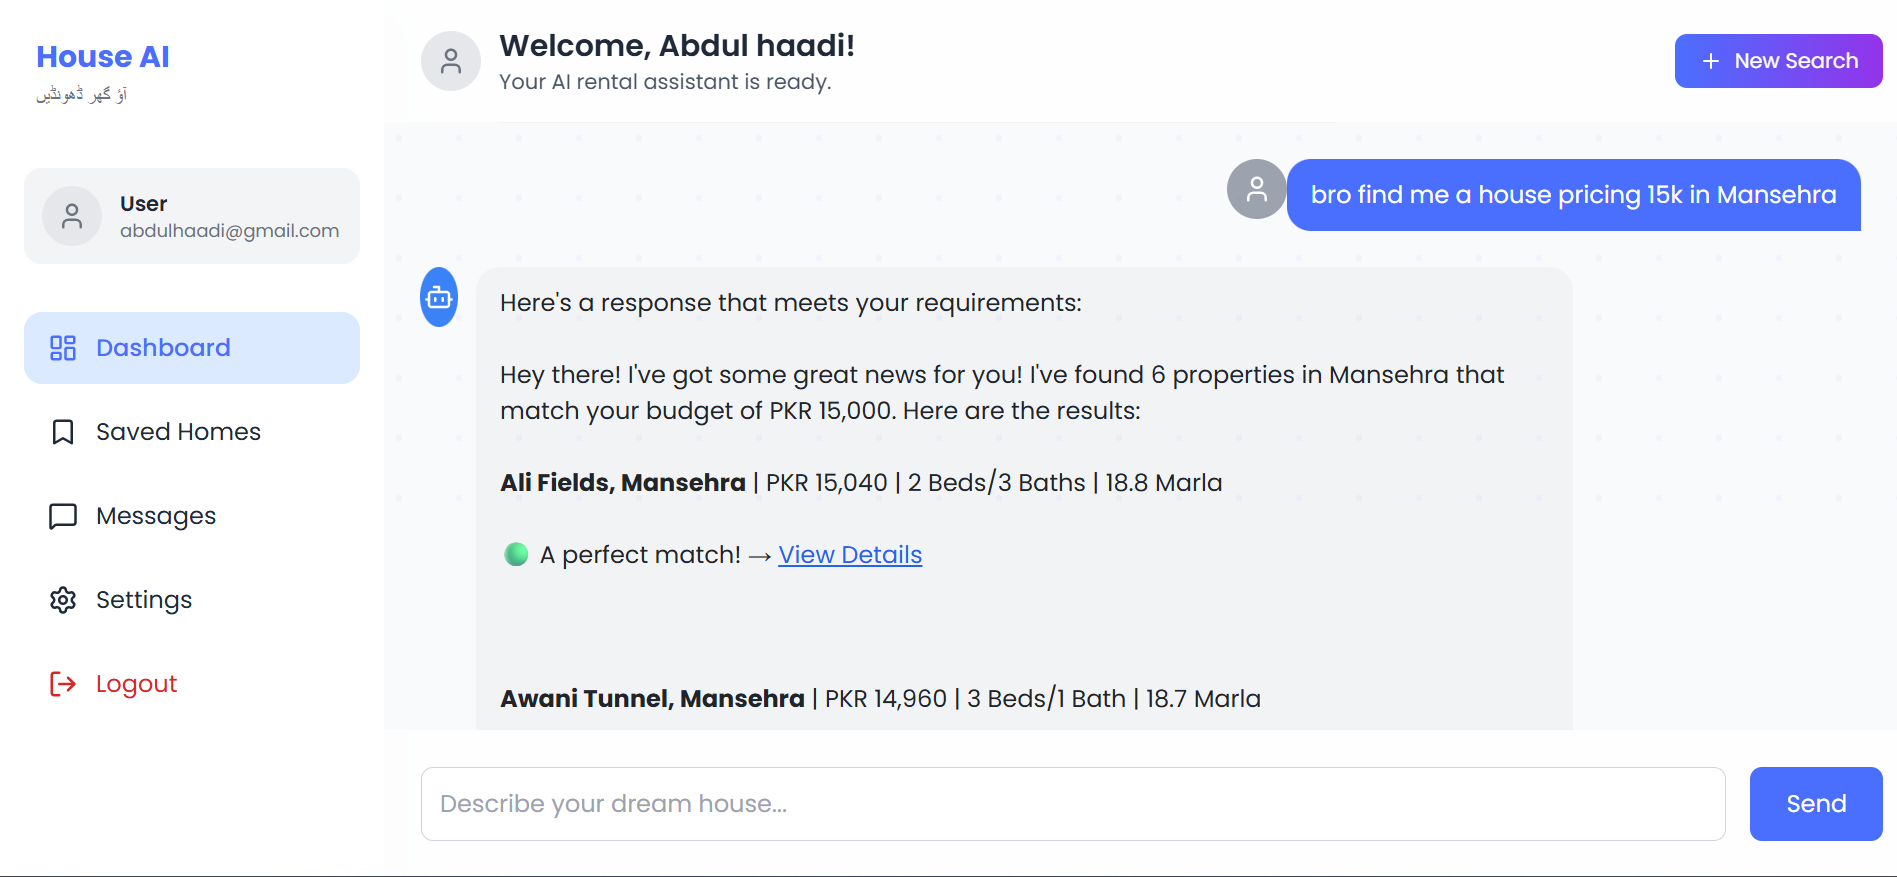 House AI
آؤ گھر ڈھونڈیں
User
abdulhaadi@gmail.com
Dashboard
Saved Homes
Messages
Settings
Logout
Welcome, Abdul haadi!
Your AI rental assistant is ready.
+ New Search
bro find me a house pricing 15k in Mansehra
Here's a response that meets your requirements:
Hey there! I've got some great news for you! I've found 6 properties in Mansehra that
match your budget of PKR 15,000. Here are the results:
Ali Fields, Mansehra | PKR 15,040 | 2 Beds/3 Baths | 18.8 Marla
A perfect match! → View Details
Awani Tunnel, Mansehra | PKR 14,960 | 3 Beds/1 Bath | 18.7 Marla
Describe your dream house...
Send